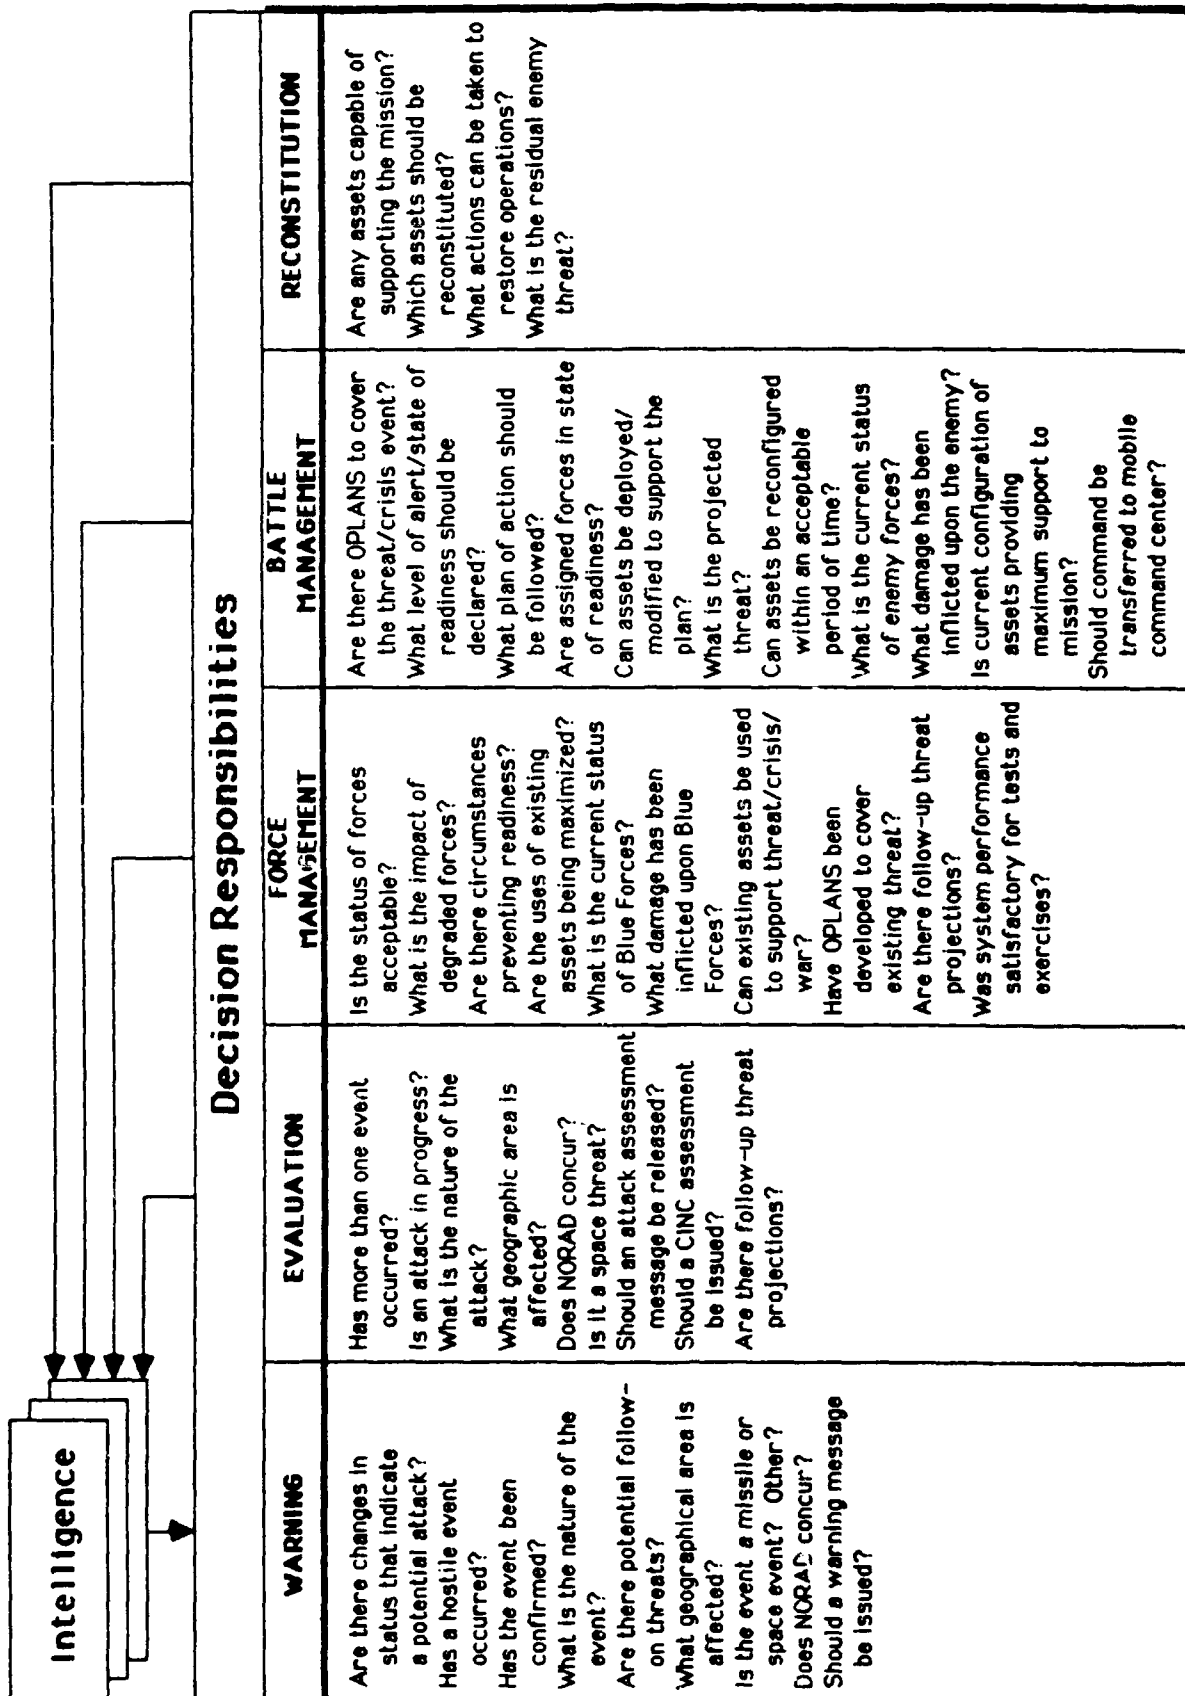 Intelligence
Decision Responsibilities
WARNING
Are there changes in
status that indicate
a potential attack?
Has a hostile event
occurred?
Has the event been
confirmed?
What is the nature of the
event?
Are there potential follow-
on threats?
What geographical area is
affected?
Is the event a missile or
space event? Other?
Does NORAD concur?
Should a warning message
be issued?
EVALUATION
Has more than one event
occurred?
Is an attack in progress?
What is the nature of the
attack?
What geographic area is
affected?
Does NORAD concur?
Is it a space threat?
Should an attack assessment
message be released?
Should a CINC assessment
be issued?
Are there follow-up threat
projections?
FORCE
MANAGEMENT
Is the status of forces
acceptable?
What is the impact of
degraded forces?
Are there circumstances
preventing readiness?
Are the uses of existing
assets being maximized?
What is the current status
of Blue Forces?
What damage has been
inflicted upon Blue
Forces?
Can existing assets be used
to support threat/crisis/
war?
Have OPLANS been
developed to cover
existing threat?
Are there follow-up threat
projections?
Was system performance
satisfactory for tests and
exercises?
BATTLE
MANAGEMENT
Are there OPLANS to cover
the threat/crisis event?
What level of alert/state of
readiness should be
declared?
What plan of action should
be followed?
Are assigned forces in state
of readiness?
Can assets be deployed/
modified to support the
plan?
What is the projected
threat?
Can assets be reconfigured
within an acceptable
period of time?
What is the current status
of enemy forces?
What damage has been
inflicted upon the enemy?
Is current configuration of
assets providing
maximum support to
mission?
Should command be
transferred to mobile
command center?
RECONSTITUTION
Are any assets capable of
supporting the mission?
Which assets should be
reconstituted?
What actions can be taken to
restore operations?
What is the residual enemy
threat?